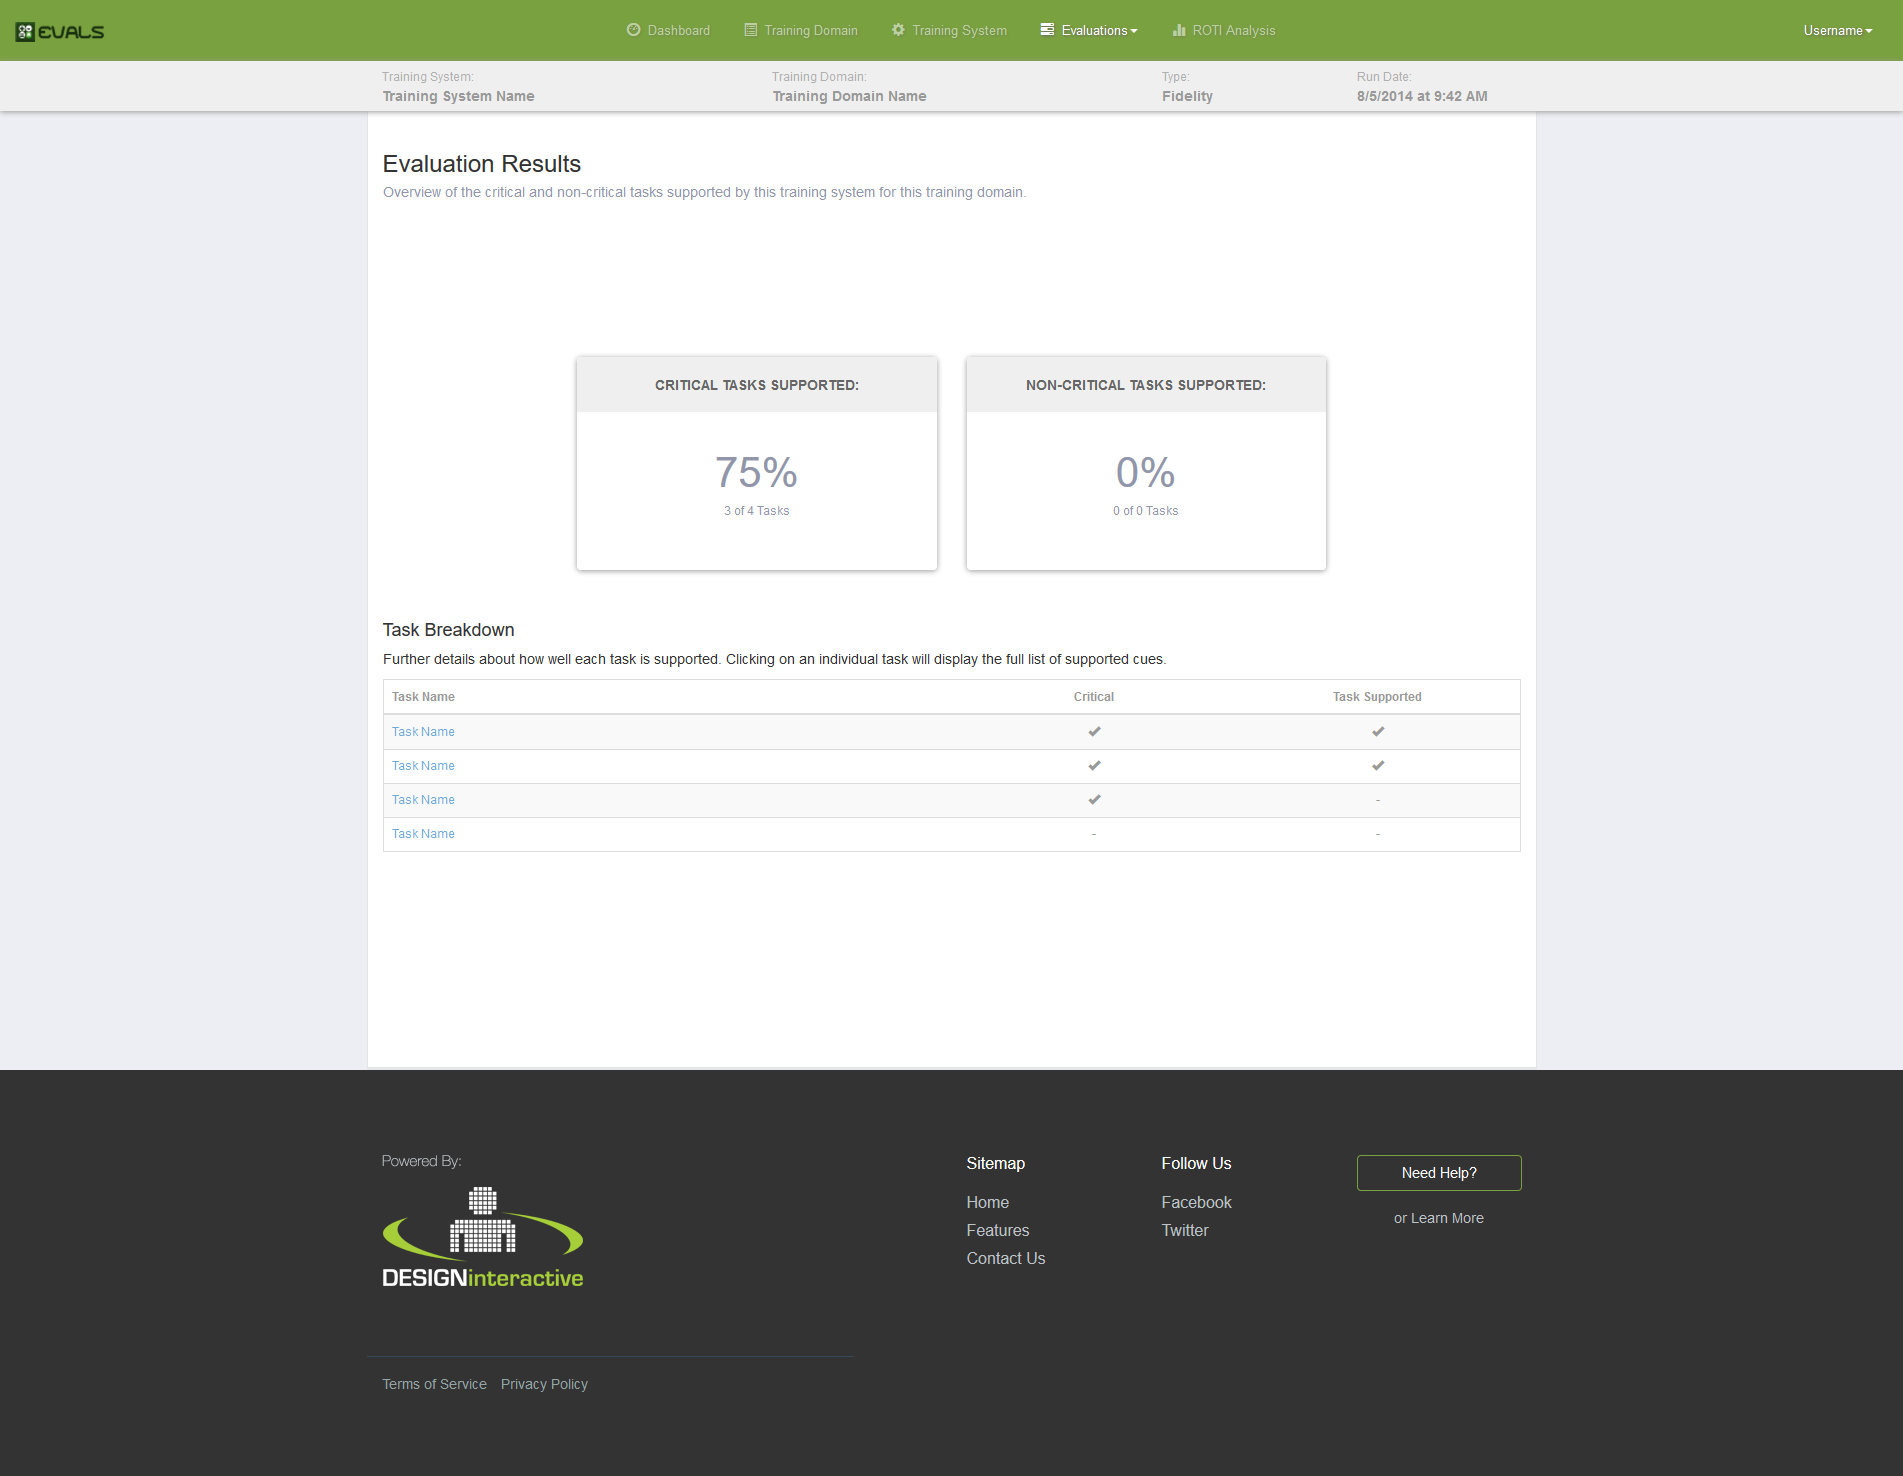 EVALS
Dashboard
Training Domain
Training System
Evaluations
ROTI Analysis
Username
Training System:
Training System Name
Training Domain:
Training Domain Name
Type:
Fidelity
Run Date:
8/5/2014 at 9:42 AM
Evaluation Results
Overview of the critical and non-critical tasks supported by this training system for this training domain.
CRITICAL TASKS SUPPORTED:
75%
3 of 4 Tasks
NON-CRITICAL TASKS SUPPORTED:
0%
0 of 0 Tasks
Task Breakdown
Further details about how well each task is supported. Clicking on an individual task will display the full list of supported cues.
Task Name Critical Task Supported
Task Name ✔ ✔
Task Name ✔ ✔
Task Name ✔ -
Task Name - -
Powered By:
DESIGNinteractive
Sitemap
Home
Features
Contact Us
Follow Us
Facebook
Twitter
Need Help?
or Learn More
Terms of Service Privacy Policy